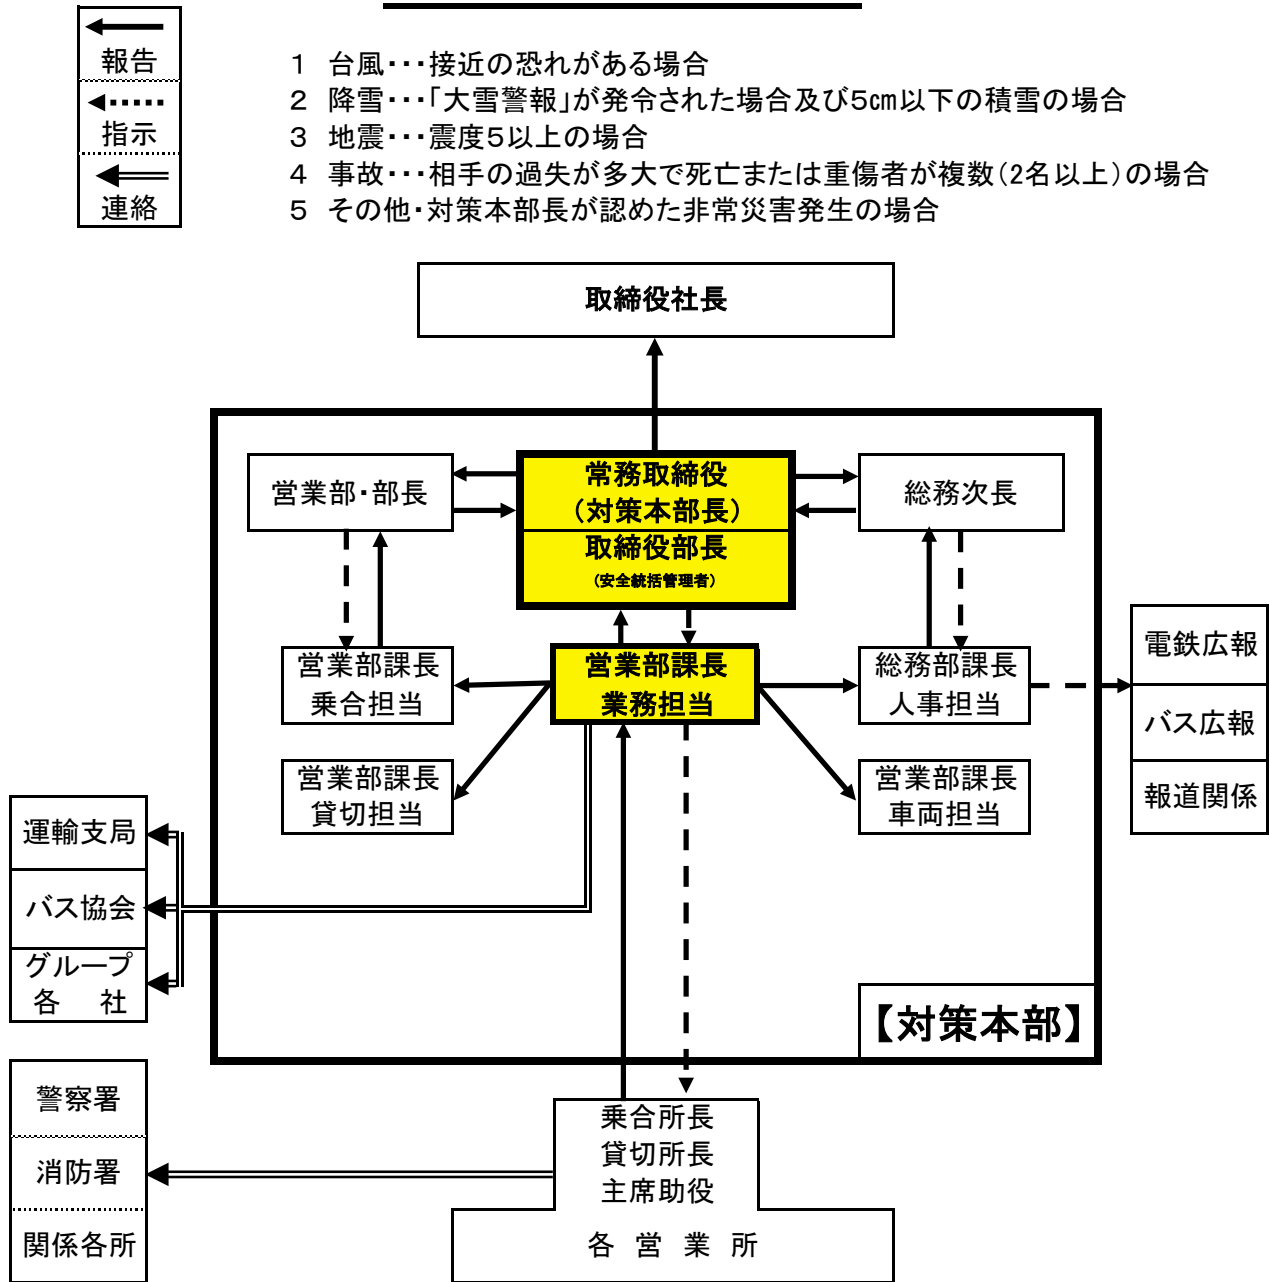 報告
指示
連絡
1 台風・・・接近の恐れがある場合
2 降雪・・・「大雪警報」が発令された場合及び5㎝以下の積雪の場合
3 地震・・・震度5以上の場合
4 事故・・・相手の過失が多大で死亡または重傷者が複数(2名以上)の場合
5 その他・対策本部長が認めた非常災害発生の場合
取締役社長
営業部・部長
常務取締役
(対策本部長)
取締役部長
(安全統括管理者)
総務次長
営業部課長
乗合担当
営業部課長
業務担当
総務部課長
人事担当
電鉄広報
バス広報
報道関係
営業部課長
貸切担当
営業部課長
車両担当
運輸支局
バス協会
グループ
各 社
【対策本部】
警察署
消防署
関係各所
乗合所長
貸切所長
主席助役
各 営 業 所